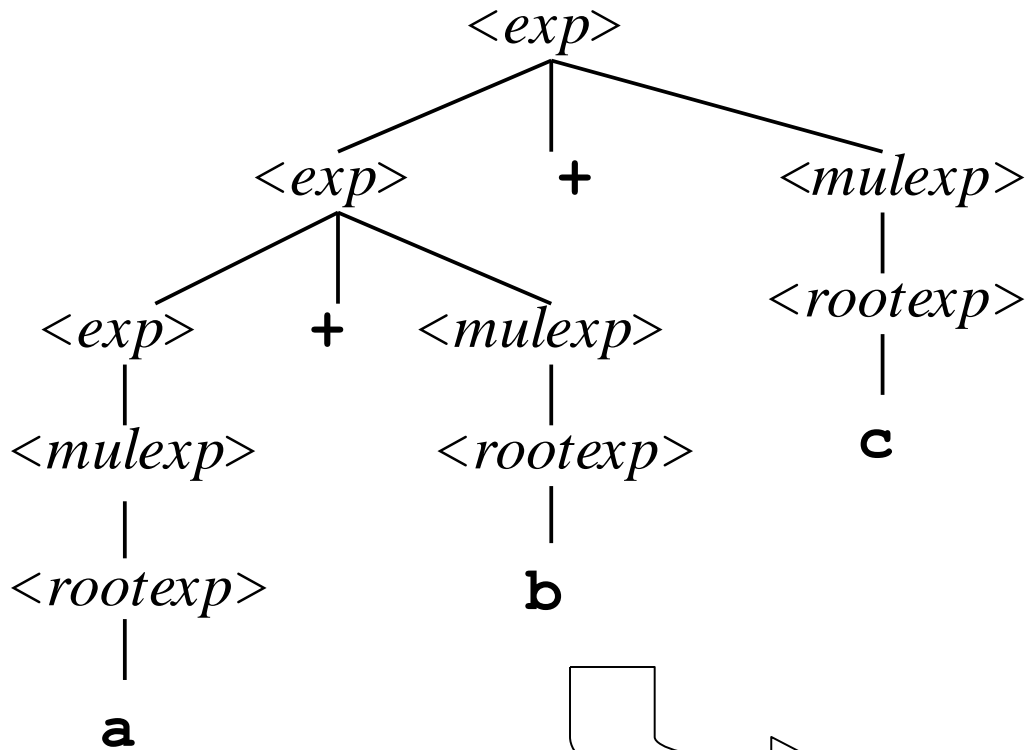 <exp>
<exp> + <mulexp>
<rootexp>
<exp> + <mulexp>
<mulexp> <rootexp> c
<rootexp> b
a